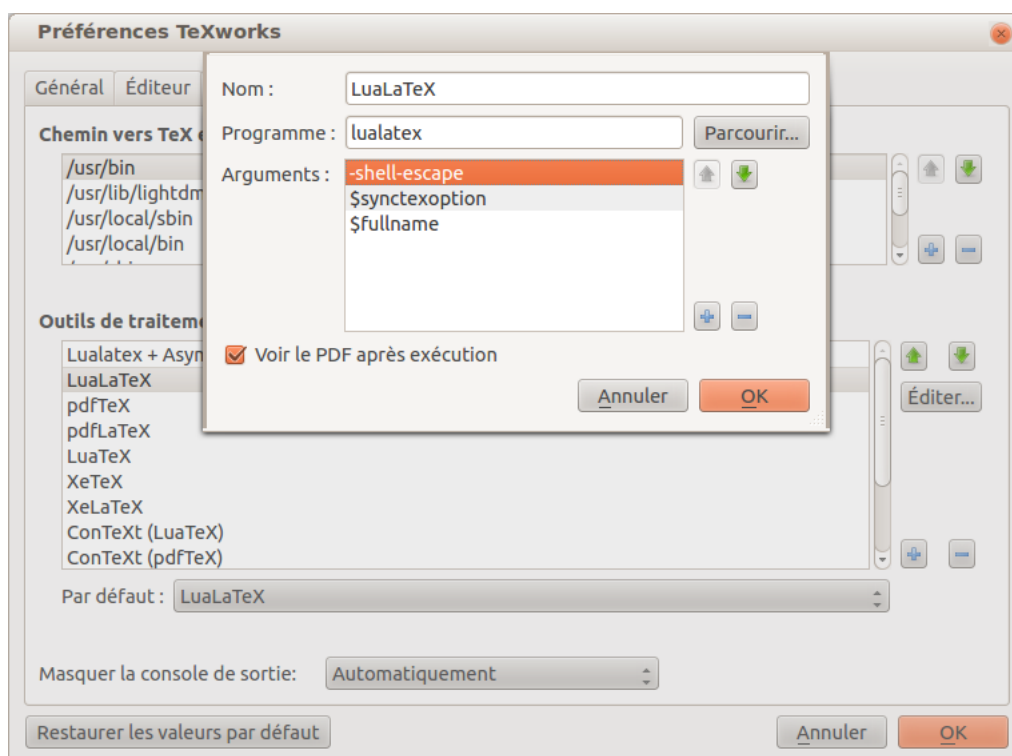 Préférences TeXworks
Général Éditeur
Chemin vers TeX
/usr/bin
/usr/lib/lightdm
/usr/local/sbin
/usr/local/bin
Nom : LuaLaTeX
Programme : lualatex Parcourir...
Arguments : -shell-escape
$synctexoption
$fullname
Voir le PDF après exécution
Annuler OK
Outils de traiteme
Lualatex + Asyn
LuaLaTeX
pdfTeX
pdfLaTeX
LuaTeX
XeTeX
XeLaTeX
ConTeXt (LuaTeX)
ConTeXt (pdfTeX)
Éditer...
Par défaut : LuaLaTeX
Masquer la console de sortie: Automatiquement
Restaurer les valeurs par défaut Annuler OK